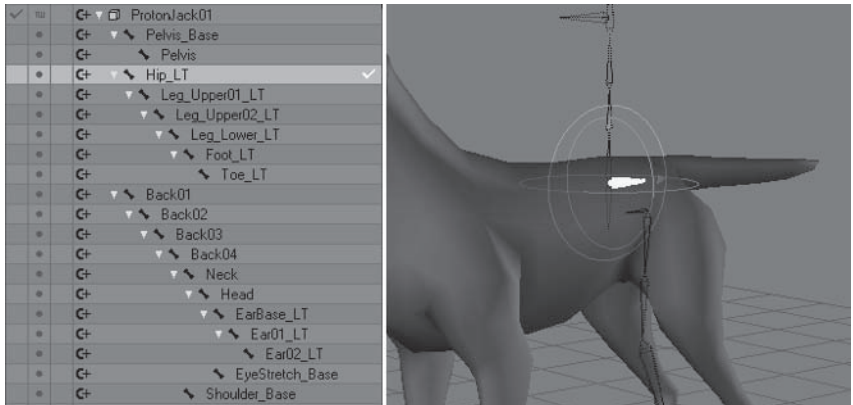 ProtonJack01
Pelvis_Base
Pelvis
Hip_LT
Leg_Upper01_LT
Leg_Upper02_LT
Leg_Lower_LT
Foot_LT
Toe_LT
Back01
Back02
Back03
Back04
Neck
Head
EarBase_LT
Ear01_LT
Ear02_LT
EyeStretch_Base
Shoulder_Base